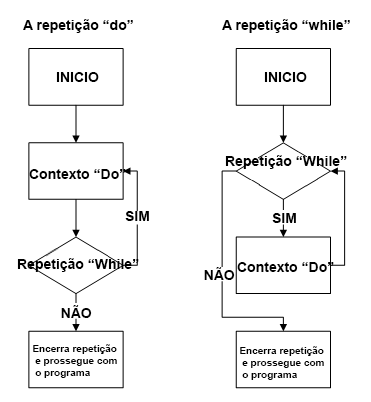 A repetição “do”
INICIO
Contexto “Do”
SIM
Repetição “While”
NÃO
Encerra repetição
e prossegue com
o programa
A repetição “while”
INICIO
Repetição “While”
SIM
Contexto “Do”
NÃO
Encerra repetição
e prossegue com
o programa